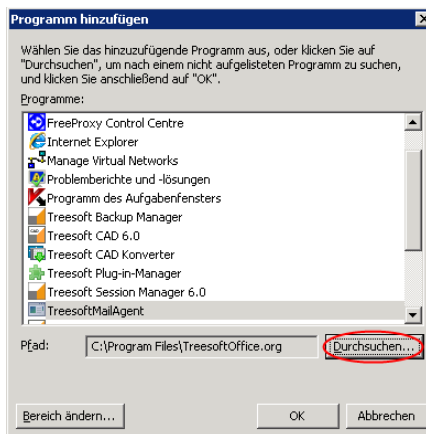 Programm hinzufügen
Wählen Sie das hinzuzufügende Programm aus, oder klicken Sie auf
"Durchsuchen", um nach einem nicht aufgelisteten Programm zu suchen,
und klicken Sie anschließend auf "OK".
Programme:
FreeProxy Control Centre
Internet Explorer
Manage Virtual Networks
Problemberichte und -lösungen
Programm des Aufgabenfensters
Treesoft Backup Manager
Treesoft CAD 6.0
Treesoft CAD Konverter
Treesoft Plug-in-Manager
Treesoft Session Manager 6.0
TreesoftMailAgent
Pfad: C:\Program Files\TreesoftOffice.org Durchsuchen...
Bereich ändern... OK Abbrechen